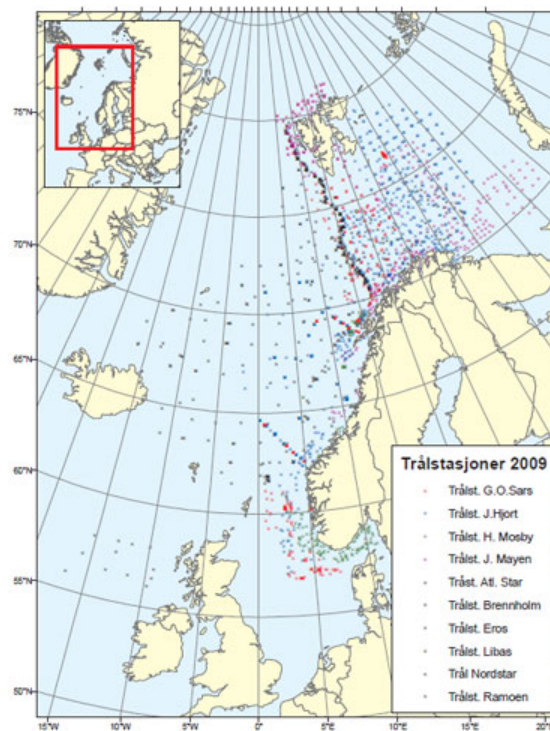 75°N
70°N
65°N
60°N
55°N
50°N
15°W
10°W
5°W
0°
5°E
10°E
15°E
Trålstasjoner 2009
Trålst. G.O.Sars
Trålst. J.Hjort
Trålst. H. Mosby
Trålst. J. Mayen
Tråst. Atl. Star
Trålst. Brennholm
Trålst. Eros
Trålst. Libas
Trål Nordstar
Trålst. Ramoen